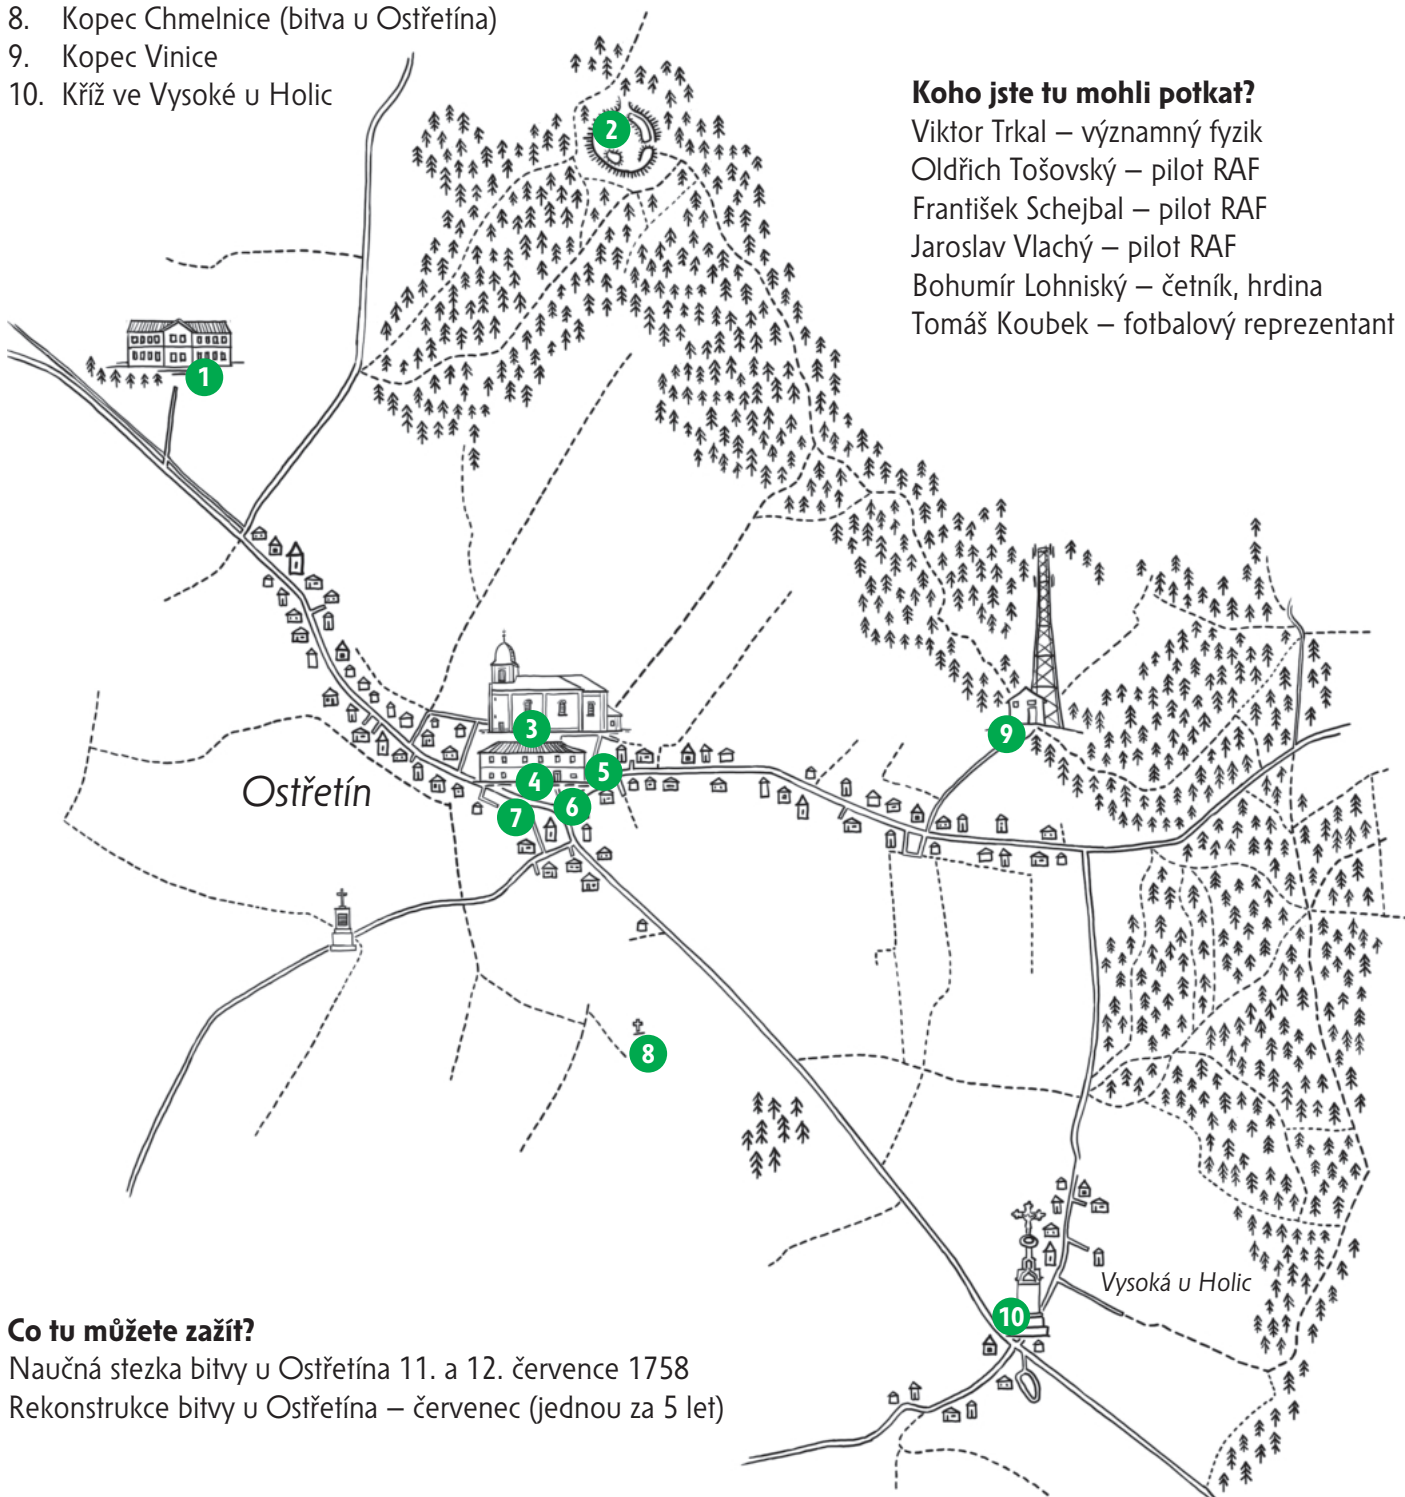 8. Kopec Chmelnice (bitva u Ostřetína)
9. Kopec Vinice
10. Kříž ve Vysoké u Holic
Koho jste tu mohli potkat?
Viktor Trkal – významný fyzik
Oldřich Tošovský – pilot RAF
František Schejbal – pilot RAF
Jaroslav Vlachý – pilot RAF
Bohumír Lohniský – četník, hrdina
Tomáš Koubek – fotbalový reprezentant
2
1
3
9
4
5
Ostřetín
6
7
8
Vysoká u Holic
10
Co tu můžete zažít?
Naučná stezka bitvy u Ostřetína 11. a 12. července 1758
Rekonstrukce bitvy u Ostřetína – červenec (jednou za 5 let)